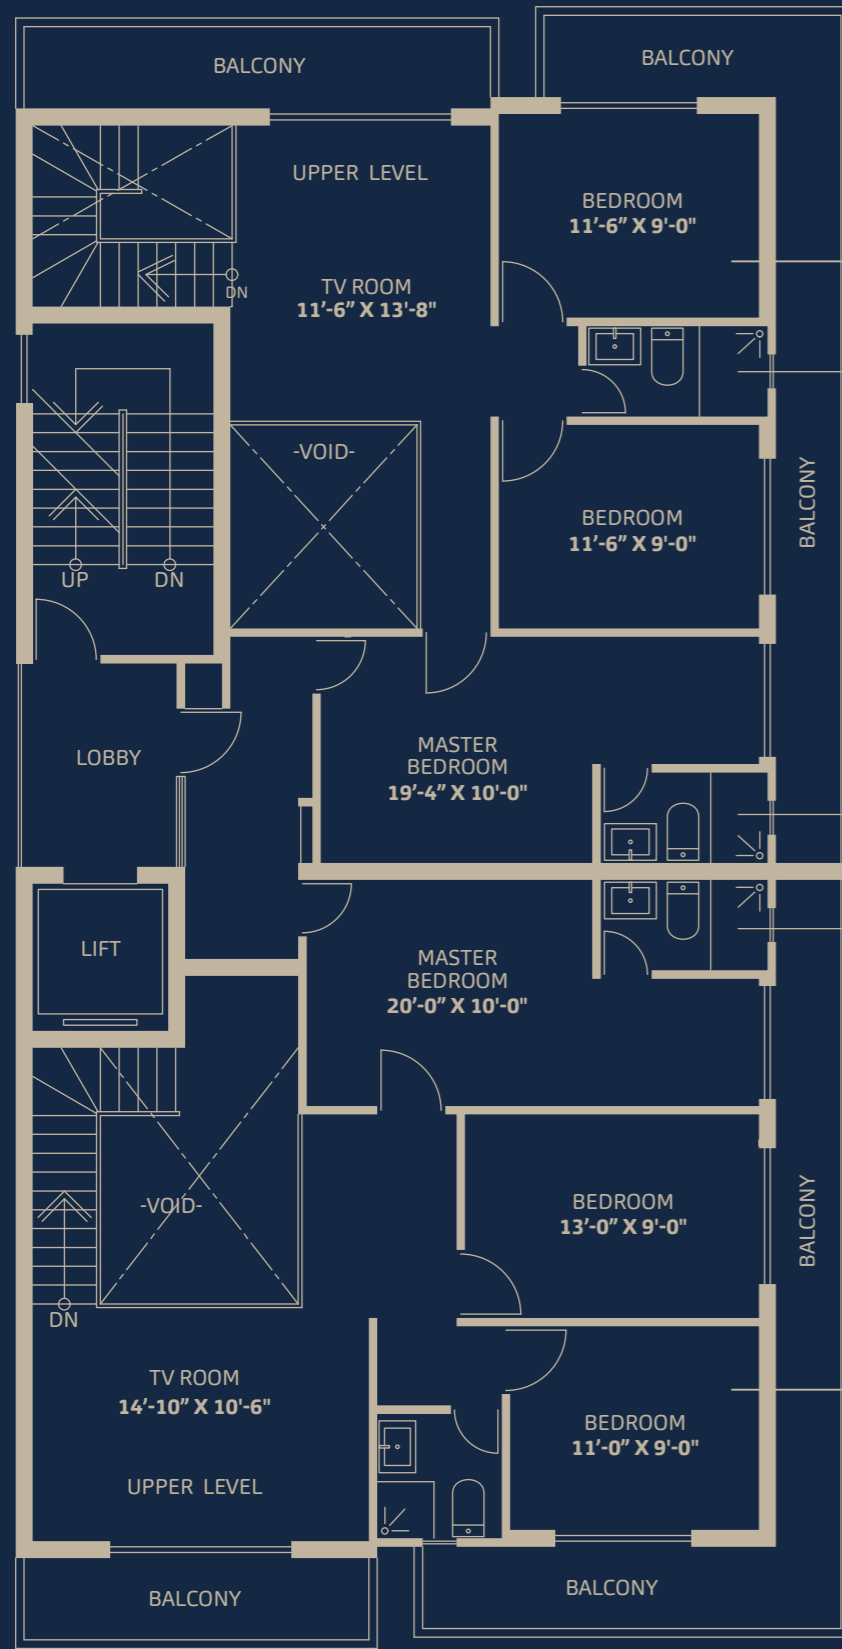 BALCONY
BALCONY
UPPER LEVEL
BEDROOM
11’-6” X 9'-0"
DN
TV ROOM
11’-6” X 13'-8"
-VOID-
BEDROOM
11’-6” X 9'-0"
BALCONY
UP
DN
LOBBY
MASTER
BEDROOM
19’-4” X 10'-0"
LIFT
MASTER
BEDROOM
20’-0” X 10'-0"
-VOID-
BEDROOM
13’-0” X 9'-0"
BALCONY
DN
TV ROOM
14’-10” X 10'-6"
BEDROOM
11’-0” X 9'-0"
UPPER LEVEL
BALCONY
BALCONY